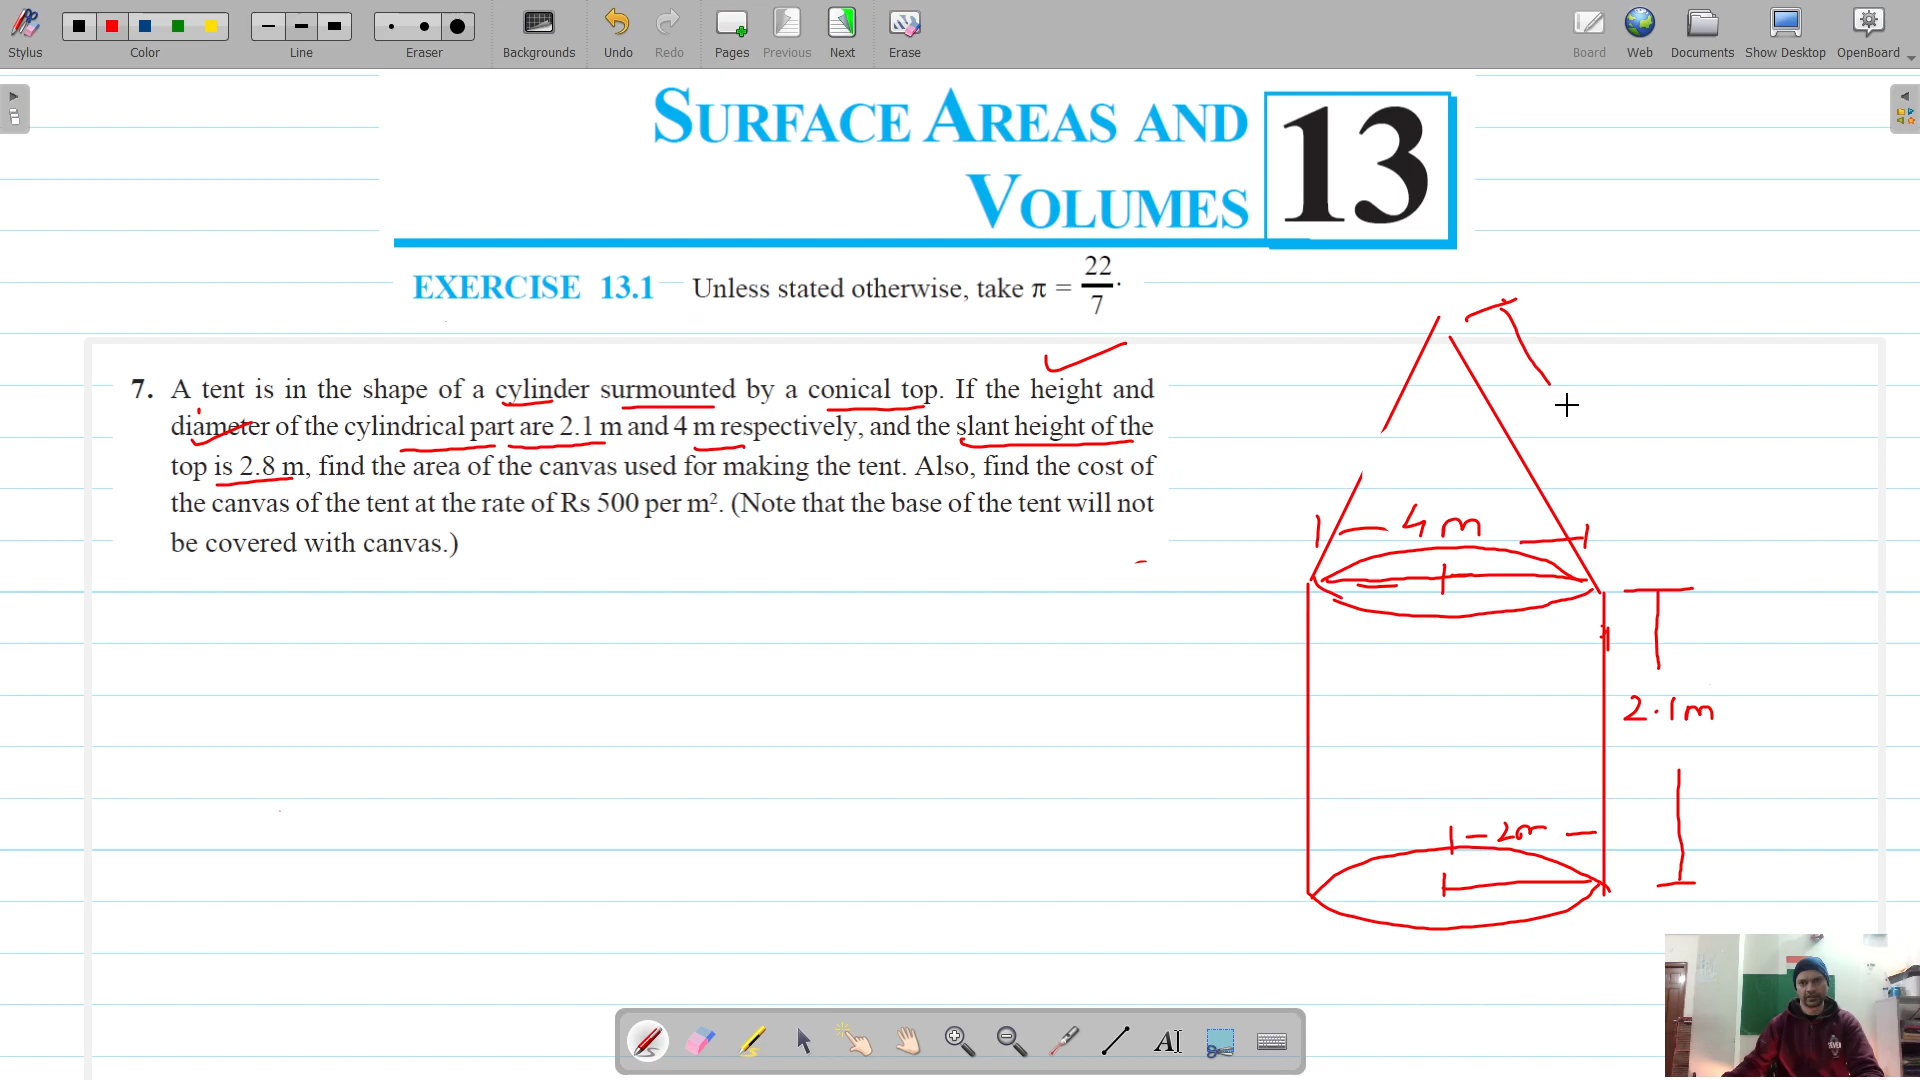 Stylus
Color
Line
Eraser
Backgrounds
Undo
Redo
Pages
Previous
Next
Erase
Board
Web
Documents
Show Desktop
OpenBoard
SURFACE AREAS AND
VOLUMES
13
EXERCISE 13.1 Unless stated otherwise, take π = 22/7.
7. A tent is in the shape of a cylinder surmounted by a conical top. If the height and
diameter of the cylindrical part are 2.1 m and 4 m respectively, and the slant height of the
top is 2.8 m, find the area of the canvas used for making the tent. Also, find the cost of
the canvas of the tent at the rate of Rs 500 per m². (Note that the base of the tent will not
be covered with canvas.)
4 m
2.1m
2m